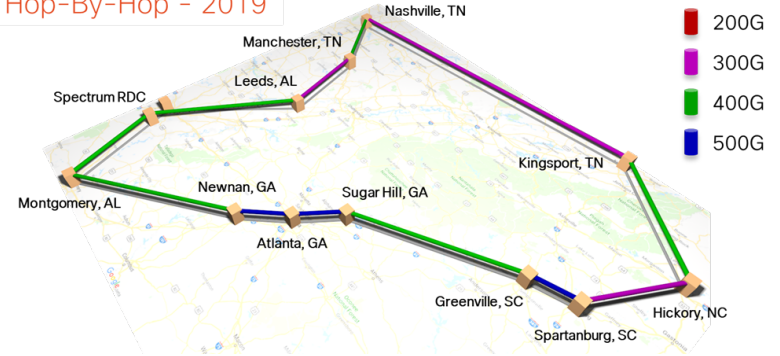 Hop-By-Hop - 2019
Nashville, TN
Manchester, TN
Leeds, AL
Spectrum RDC
Kingsport, TN
Montgomery, AL
Newnan, GA
Sugar Hill, GA
Atlanta, GA
Greenville, SC
Spartanburg, SC
Hickory, NC
200G
300G
400G
500G
Google